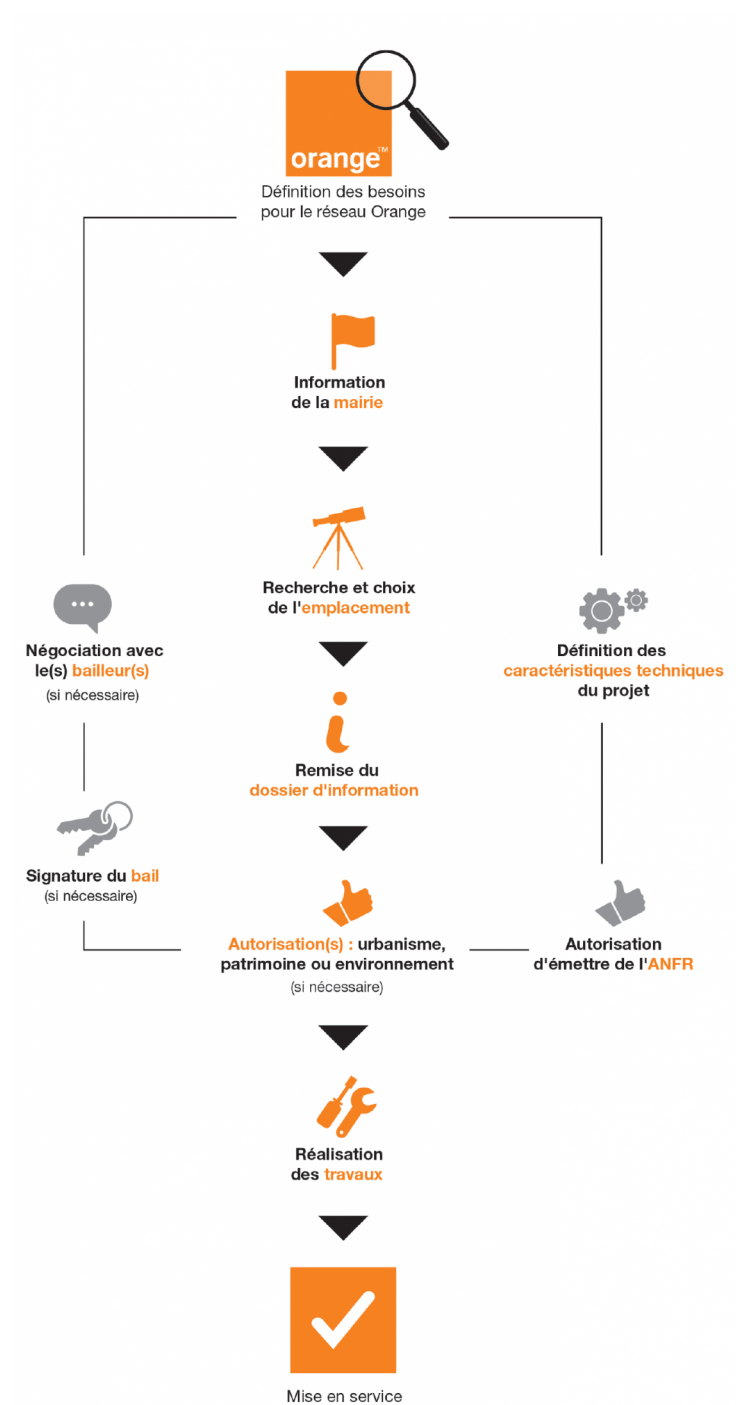 orange™
Définition des besoins
pour le réseau Orange
Information
de la mairie
Recherche et choix
de l'emplacement
Négociation avec
le(s) bailleur(s)
(si nécessaire)
Définition des
caractéristiques techniques
du projet
Remise du
dossier d'information
Signature du bail
(si nécessaire)
Autorisation(s) : urbanisme,
patrimoine ou environnement
(si nécessaire)
Autorisation
d'émettre de l'ANFR
Réalisation
des travaux
Mise en service